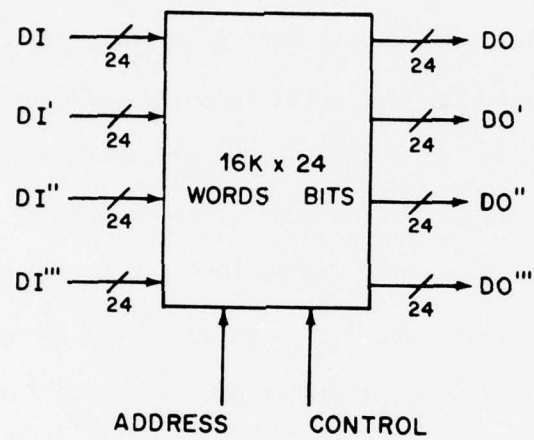 DI 24 24 DO
DI' 24 24 DO'
16K x 24
WORDS BITS
DI" 24 24 DO"
DI''' 24 24 DO'''
ADDRESS CONTROL